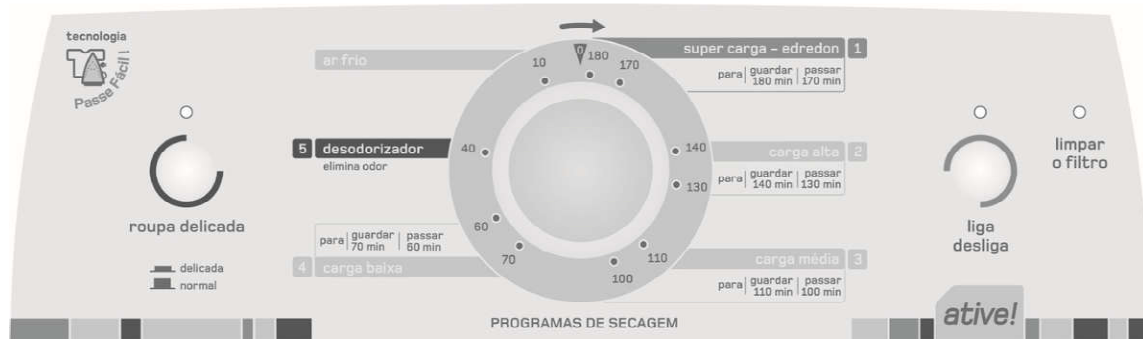 tecnologia
Passe Fácil!
roupa delicada
delicada
normal
ar frio
5 desodorizador
elimina odor
para guardar passar
70 min 60 min
4 carga baixa
0
180
170
140
130
110
100
70
60
40
10
PROGRAMAS DE SECAGEM
super carga – edredon 1
para guardar passar
180 min 170 min
carga alta 2
para guardar passar
140 min 130 min
carga média 3
para guardar passar
110 min 100 min
liga
desliga
limpar
o filtro
ative!